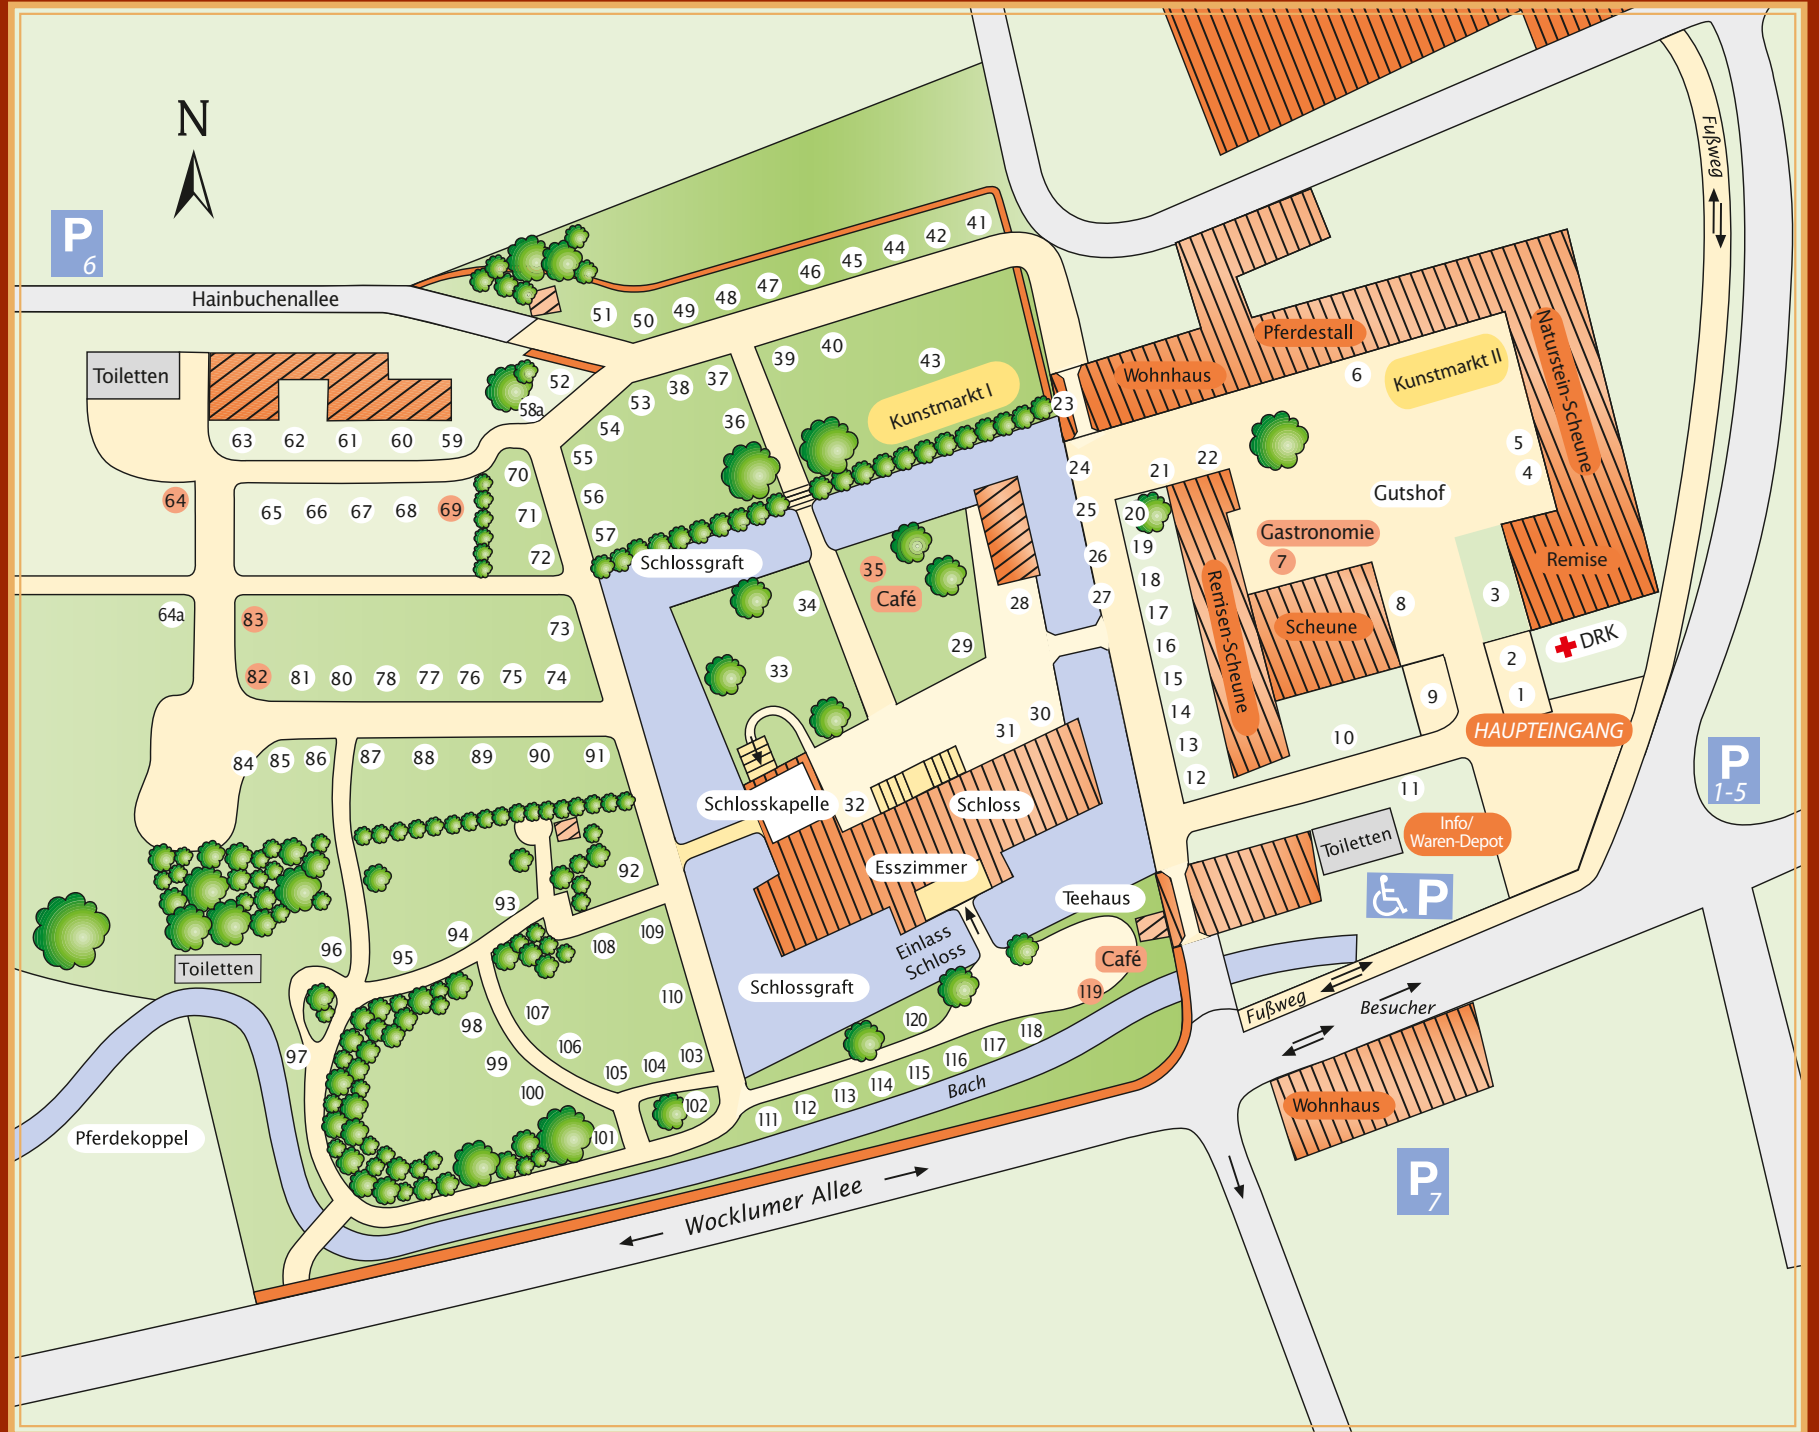 N
P
6
Hainbuchenallee
Toiletten
Fußweg
41
42
44
45
46
47
48
49
50
51
52
58a
63
62
61
60
59
39
40
43
38
37
53
36
54
55
56
57
Kunstmarkt I
23
Wohnhaus
Pferdestall
6
Kunstmarkt II
Naturstein-Scheune
5
4
Gutshof
22
21
24
25
20
19
26
18
27
17
16
15
14
13
12
Gastronomie
7
Remisen-Scheune
Scheune
8
3
Remise
DRK
2
1
9
HAUPTEINGANG
10
11
P
1-5
64
65
66
67
68
69
70
71
72
64a
83
82
81
80
78
77
76
75
74
73
Schlossgraft
35
Café
34
33
28
29
30
31
32
Schlosskapelle
Schloss
Esszimmer
Teehaus
Einlass
Schloss
Café
119
Schlossgraft
Toiletten
Info/
Waren-Depot
P
84
85
86
87
88
89
90
91
92
93
94
95
96
Toiletten
97
98
99
100
101
102
103
104
105
106
107
108
109
110
111
112
113
114
115
116
117
118
120
Bach
Fußweg
Besucher
Wohnhaus
Pferdekoppel
Wocklumer Allee
P
7